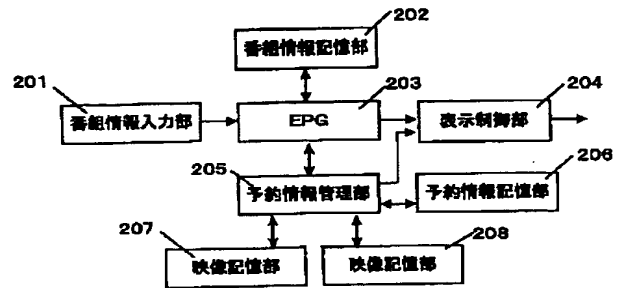 202
番組情報記憶部
201
203
204
番組情報入力部
EPG
表示制御部
205
206
予約情報管理部
予約情報記憶部
207
208
映像記憶部
映像記憶部